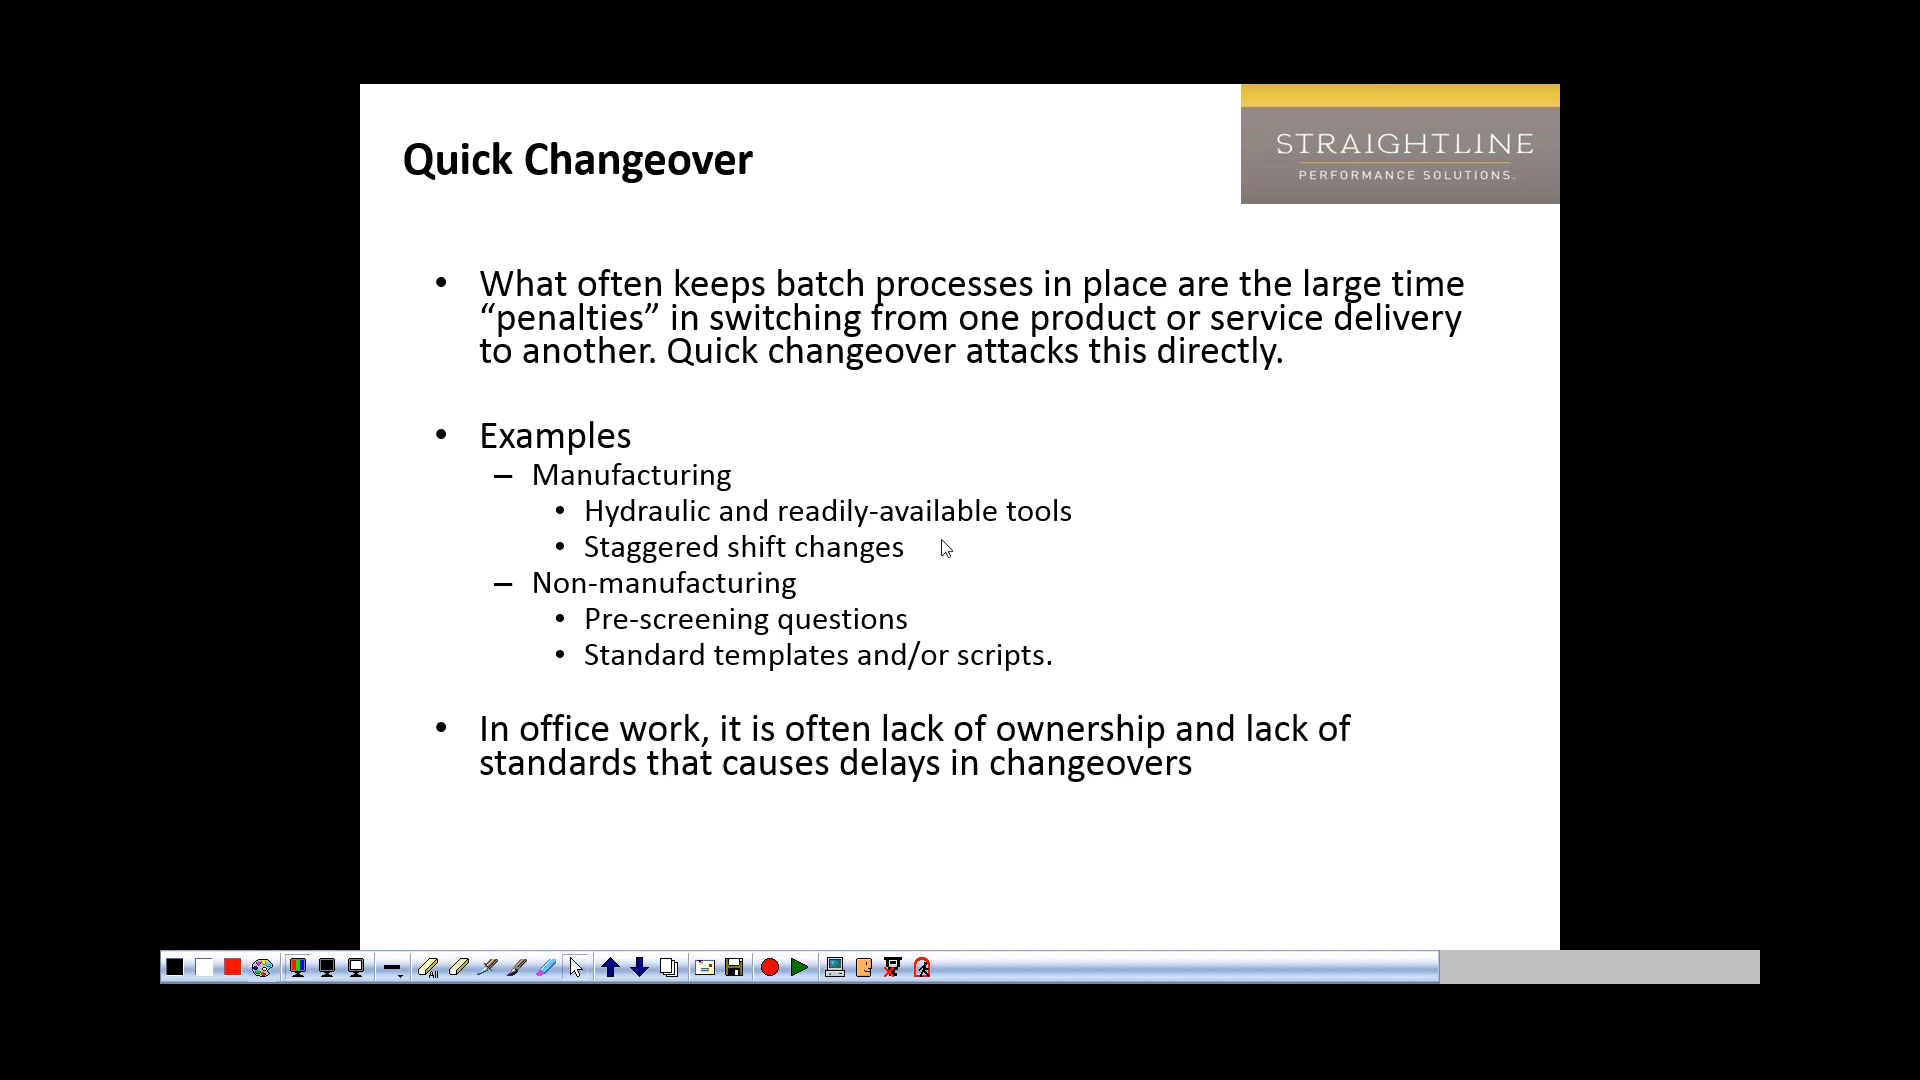 Quick Changeover
STRAIGHTLINE
PERFORMANCE SOLUTIONS.
• What often keeps batch processes in place are the large time
“penalties” in switching from one product or service delivery
to another. Quick changeover attacks this directly.
• Examples
– Manufacturing
• Hydraulic and readily-available tools
• Staggered shift changes
– Non-manufacturing
• Pre-screening questions
• Standard templates and/or scripts.
• In office work, it is often lack of ownership and lack of
standards that causes delays in changeovers
All